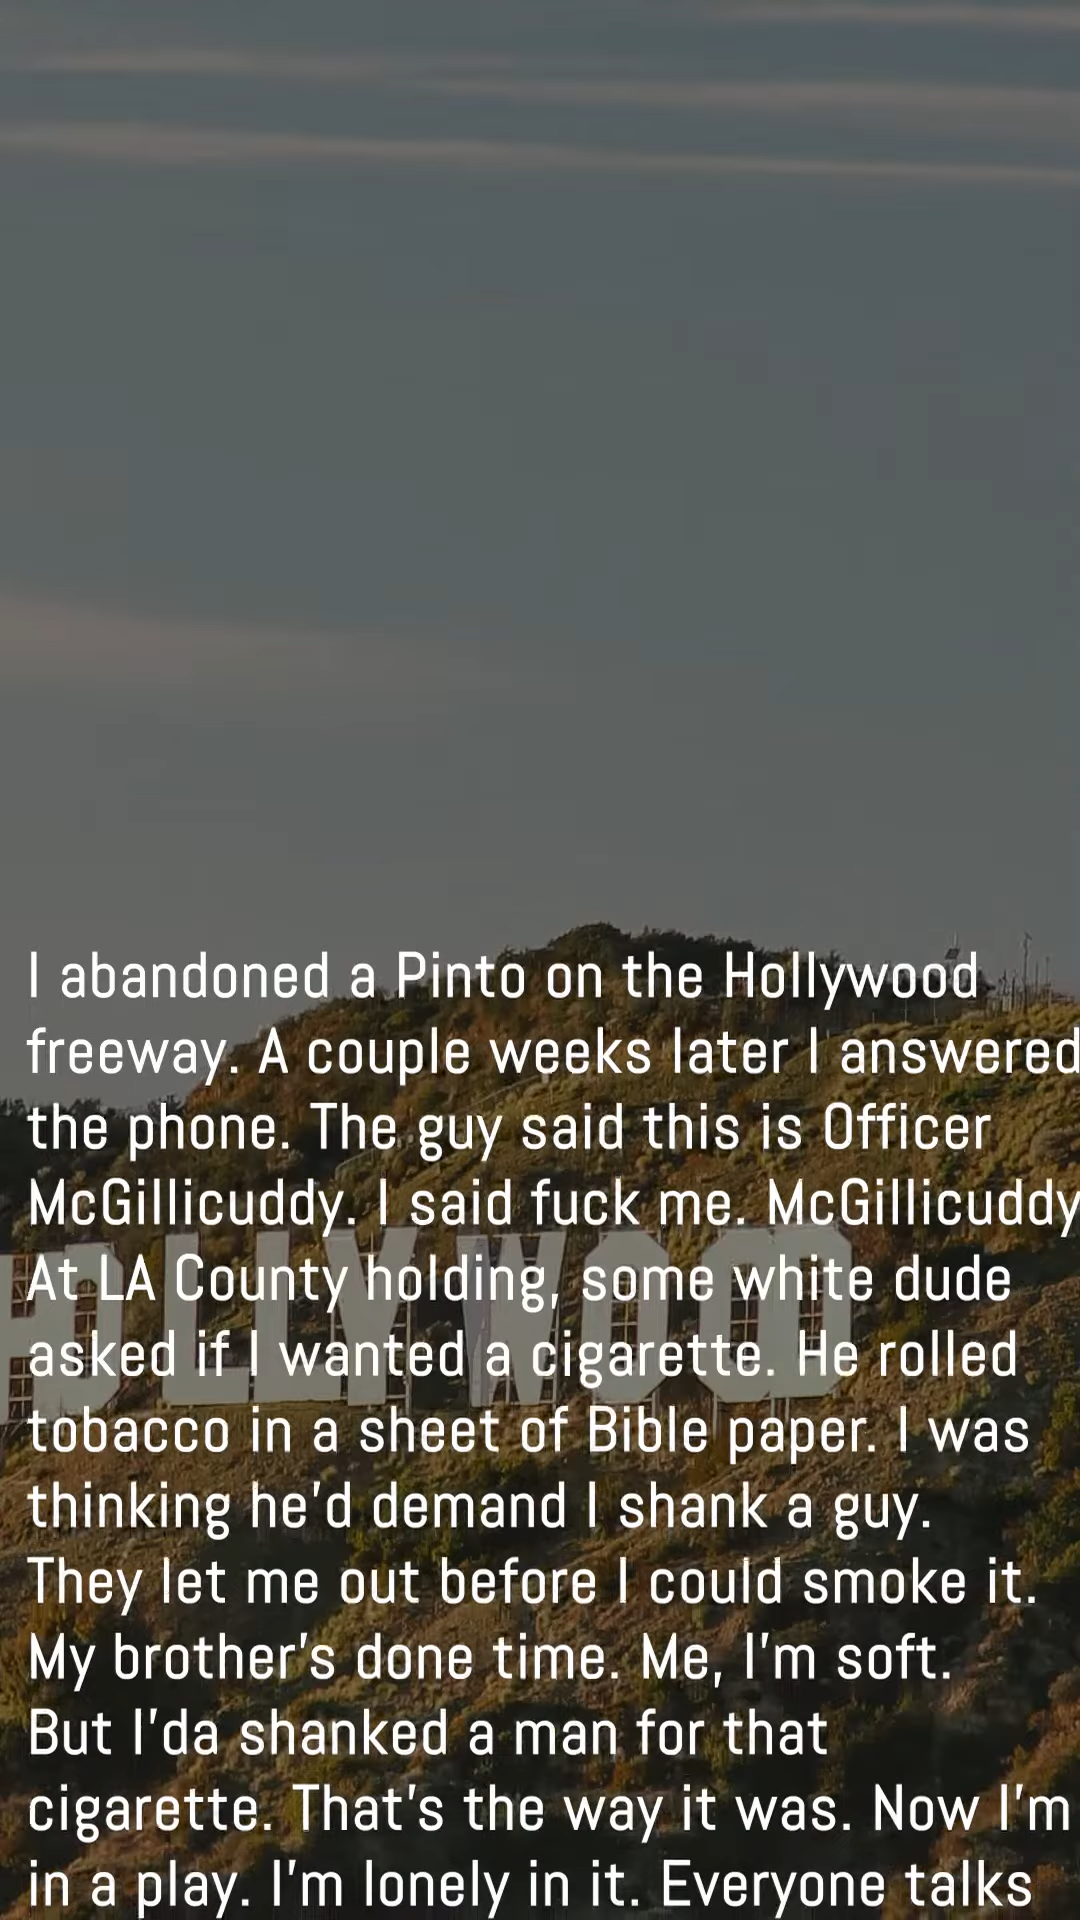 I abandoned a Pinto on the Hollywood
freeway. A couple weeks later I answered
the phone. The guy said this is Officer
McGillicuddy. I said fuck me. McGillicuddy
At LA County holding, some white dude
asked if I wanted a cigarette. He rolled
tobacco in a sheet of Bible paper. I was
thinking he’d demand I shank a guy.
They let me out before I could smoke it.
My brother’s done time. Me, I’m soft.
But I’da shanked a man for that
cigarette. That’s the way it was. Now I’m
in a play. I’m lonely in it. Everyone talks
HOLLYWOOD